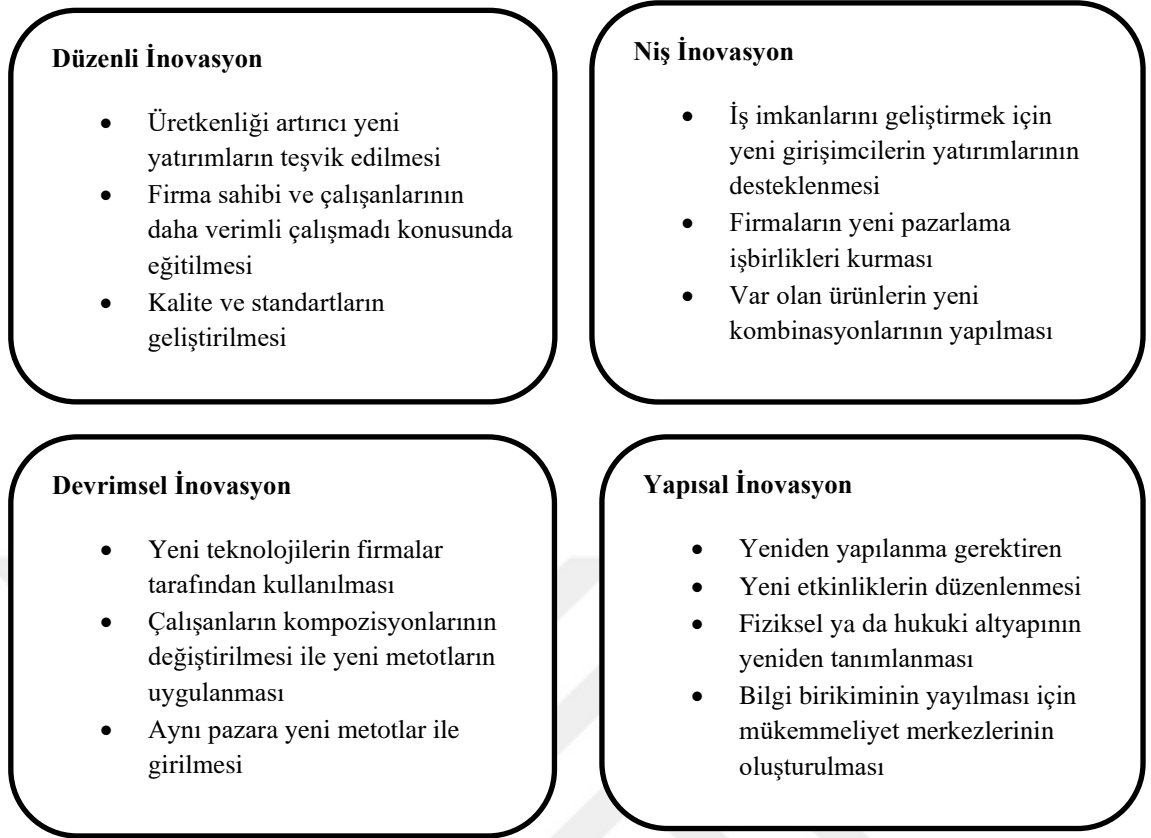 Düzenli İnovasyon
• Üretkenliği artırıcı yeni
yatırımların teşvik edilmesi
• Firma sahibi ve çalışanlarının
daha verimli çalışmadı konusunda
eğitilmesi
• Kalite ve standartların
geliştirilmesi
Niş İnovasyon
• İş imkanlarını geliştirmek için
yeni girişimcilerin yatırımlarının
desteklenmesi
• Firmaların yeni pazarlama
işbirlikleri kurması
• Var olan ürünlerin yeni
kombinasyonlarının yapılması
Devrimsel İnovasyon
• Yeni teknolojilerin firmalar
tarafından kullanılması
• Çalışanların kompozisyonlarının
değiştirilmesi ile yeni metotların
uygulanması
• Aynı pazara yeni metotlar ile
girilmesi
Yapısal İnovasyon
• Yeniden yapılanma gerektiren
• Yeni etkinliklerin düzenlenmesi
• Fiziksel ya da hukuki altyapının
yeniden tanımlanması
• Bilgi birikiminin yayılması için
mükemmeliyet merkezlerinin
oluşturulması